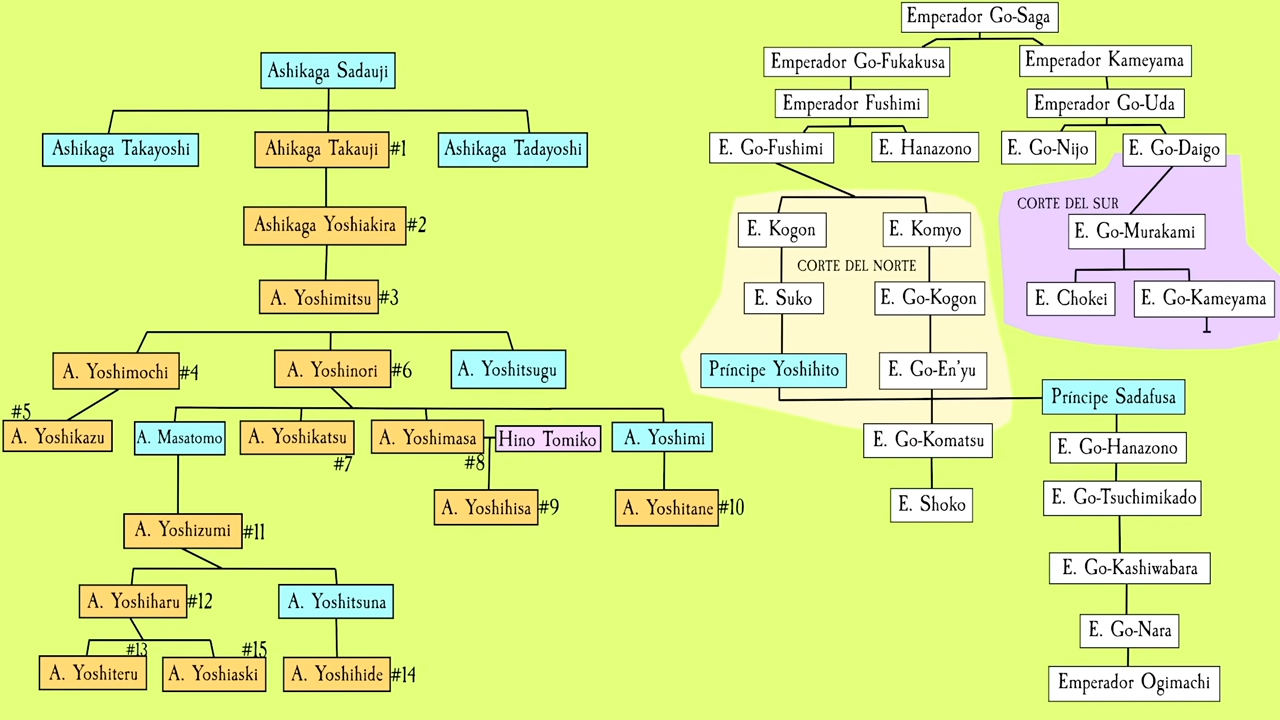 Ashikaga Sadauji
Ashikaga Takayoshi
Ahikaga Takauji #1
Ashikaga Tadayoshi
Ashikaga Yoshiakira #2
A. Yoshimitsu #3
A. Yoshimochi #4
A. Yoshinori #6
A. Yoshitsugu
#5
A. Yoshikazu
A. Masatomo
A. Yoshikatsu
#7
A. Yoshimasa
#8
Hino Tomiko
A. Yoshimi
A. Yoshihisa #9
A. Yoshitane #10
A. Yoshizumi #11
A. Yoshiharu #12
A. Yoshitsuna
#13
A. Yoshiteru
#15
A. Yoshiaski
A. Yoshihide #14
Emperador Go-Saga
Emperador Go-Fukakusa
Emperador Kameyama
Emperador Fushimi
Emperador Go-Uda
E. Go-Fushimi
E. Hanazono
E. Go-Nijo
E. Go-Daigo
CORTE DEL SUR
E. Kogon
E. Komyo
E. Go-Murakami
CORTE DEL NORTE
E. Suko
E. Go-Kogon
E. Chokei
E. Go-Kameyama
Príncipe Yoshihito
E. Go-En'yu
Príncipe Sadafusa
E. Go-Komatsu
E. Go-Hanazono
E. Shoko
E. Go-Tsuchimikado
E. Go-Kashiwabara
E. Go-Nara
Emperador Ogimachi